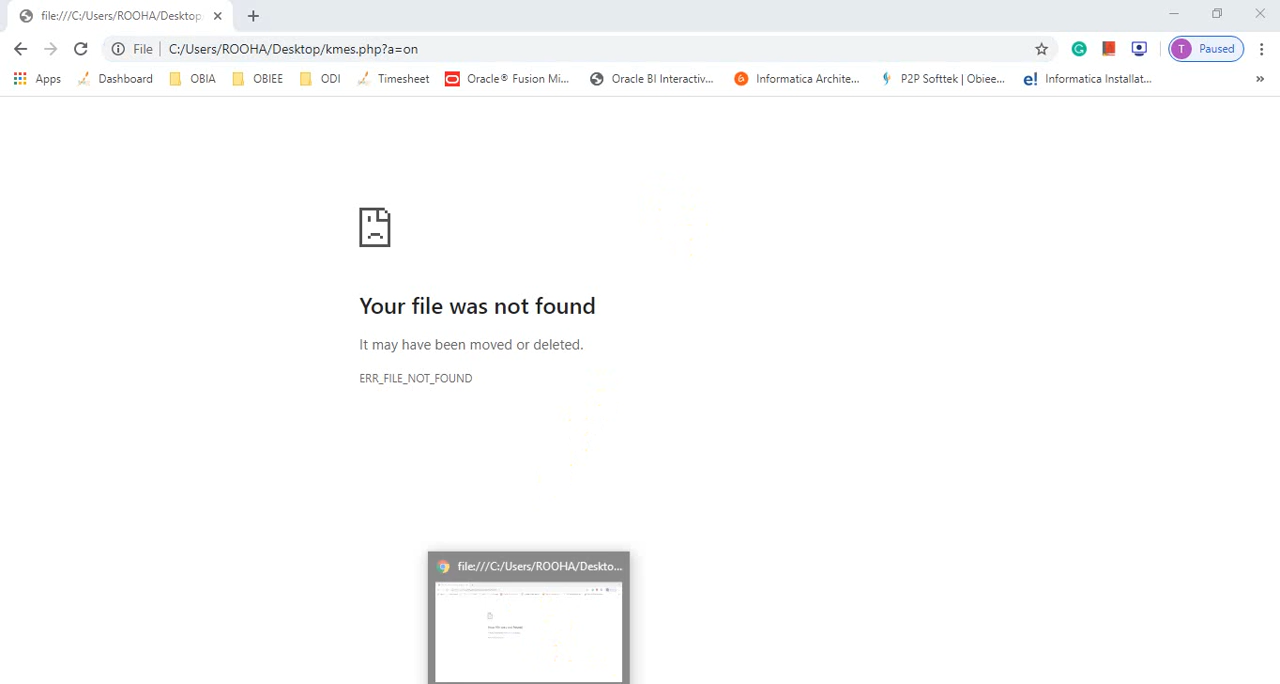 file:///C:/Users/ROOHA/Desktop
File C:/Users/ROOHA/Desktop/kmes.php?a=on T Paused
Apps Dashboard OBIA OBIEE ODI Timesheet Oracle® Fusion Mi... Oracle BI Interactiv... Informatica Archite... P2P Softtek | Obiee... e! Informatica Installat... »
Your file was not found
It may have been moved or deleted.
ERR_FILE_NOT_FOUND
file:///C:/Users/ROOHA/Deskto...